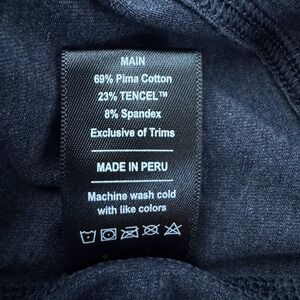 MAIN
69% Pima Cotton
23% TENCEL™
8% Spandex
Exclusive of Trims
MADE IN PERU
Machine wash cold
with like colors